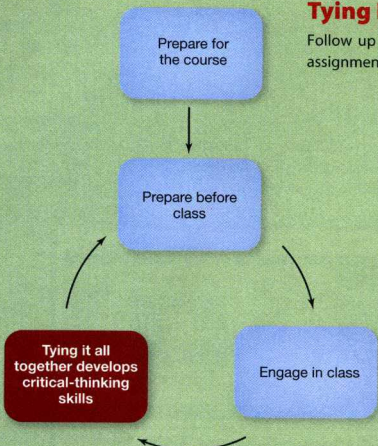 Tying
Follow up
assignmen
Prepare for
the course
Prepare before
class
Tying it all
together develops
critical-thinking
skills
Engage in class